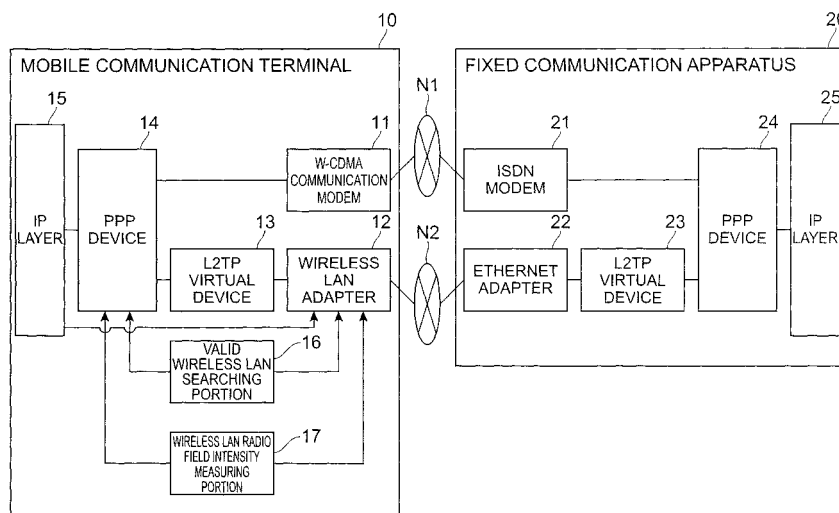 10
MOBILE COMMUNICATION TERMINAL
15
IP
LAYER
14
PPP
DEVICE
11
W-CDMA
COMMUNICATION
MODEM
13
L2TP
VIRTUAL
DEVICE
12
WIRELESS
LAN
ADAPTER
16
VALID
WIRELESS LAN
SEARCHING
PORTION
17
WIRELESS LAN RADIO
FIELD INTENSITY
MEASURING
PORTION
N1
N2
20
FIXED COMMUNICATION APPARATUS
21
ISDN
MODEM
22
ETHERNET
ADAPTER
23
L2TP
VIRTUAL
DEVICE
24
PPP
DEVICE
25
IP
LAYER